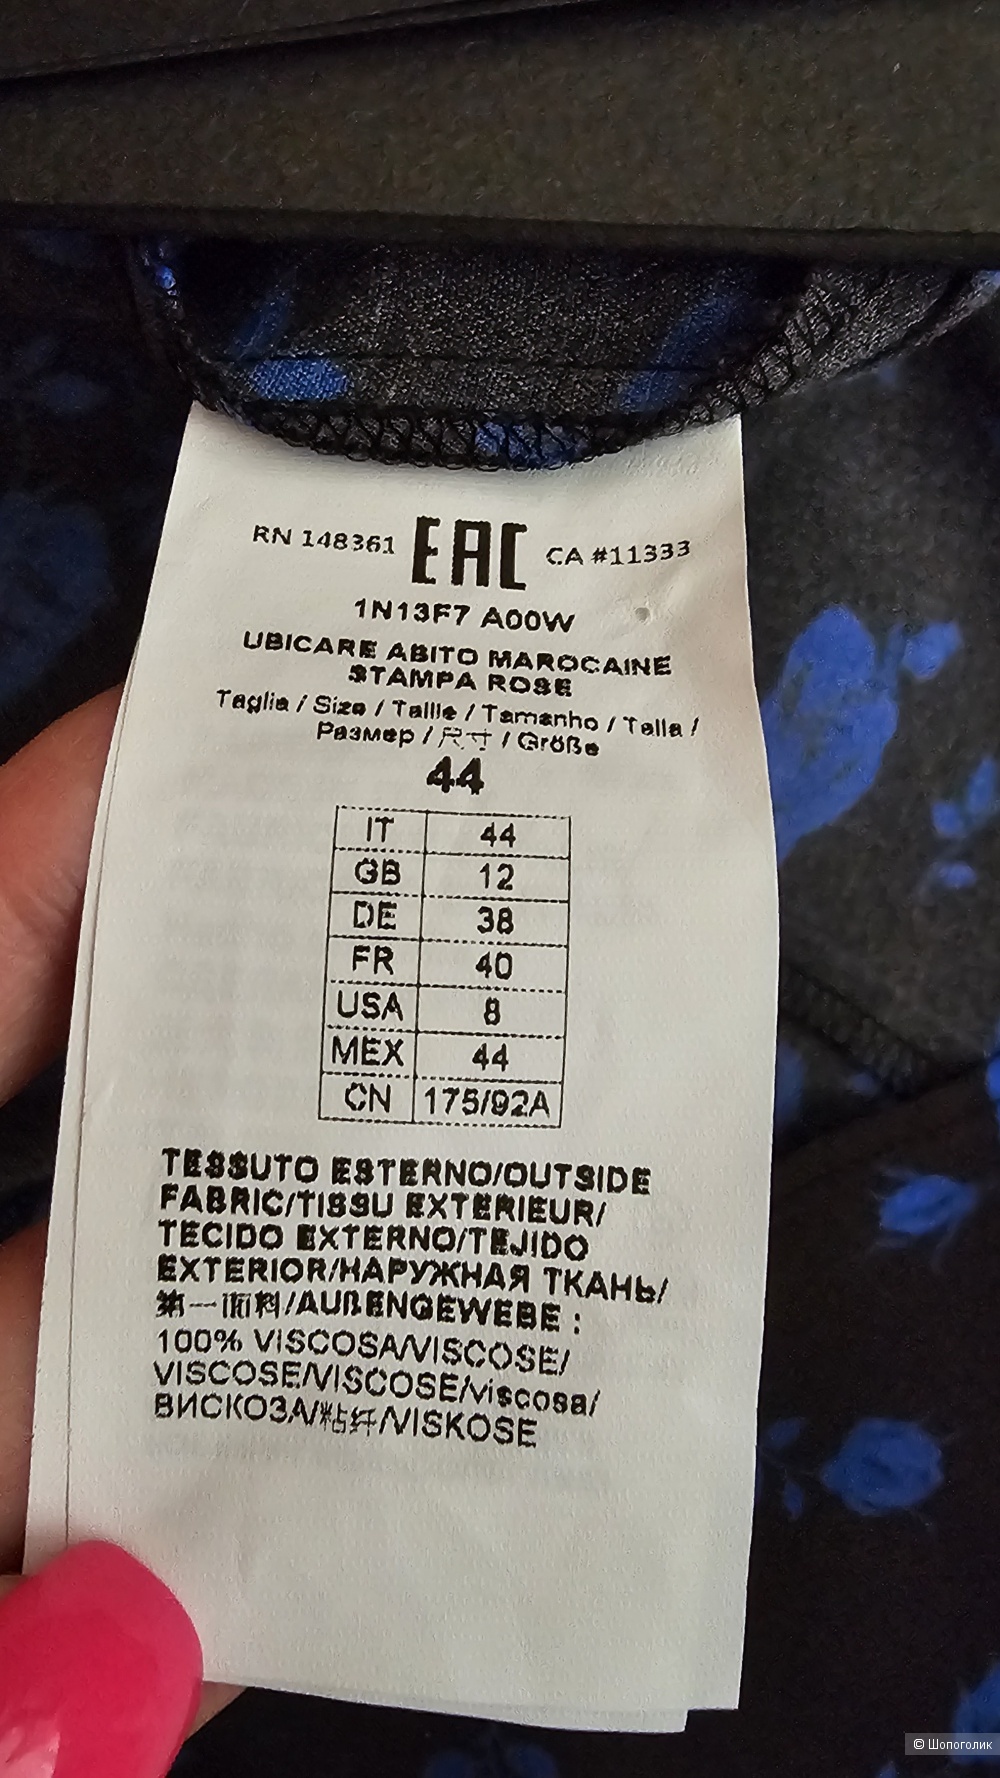 RN 148361 EAC CA #11333
1N13F7 A00W
UBICARE ABITO MAROCAINE
STAMPA ROSE
Taglia / Size / Taille / Tamanho / Talla /
Размер / 尺寸 / Größe
44
IT 44
GB 12
DE 38
FR 40
USA 8
MEX 44
CN 175/92A
TESSUTO ESTERNO/OUTSIDE
FABRIC/TISSU EXTERIEUR/
TECIDO EXTERNO/TEJIDO
EXTERIOR/НАРУЖНАЯ ТКАНЬ/
第一面料/AUßENGEWEBE :
100% VISCOSA/VISCOSE/
VISCOSE/VISCOSE/viscosa/
ВИСКОЗА/粘纤/VISKOSE
© Шопоголик